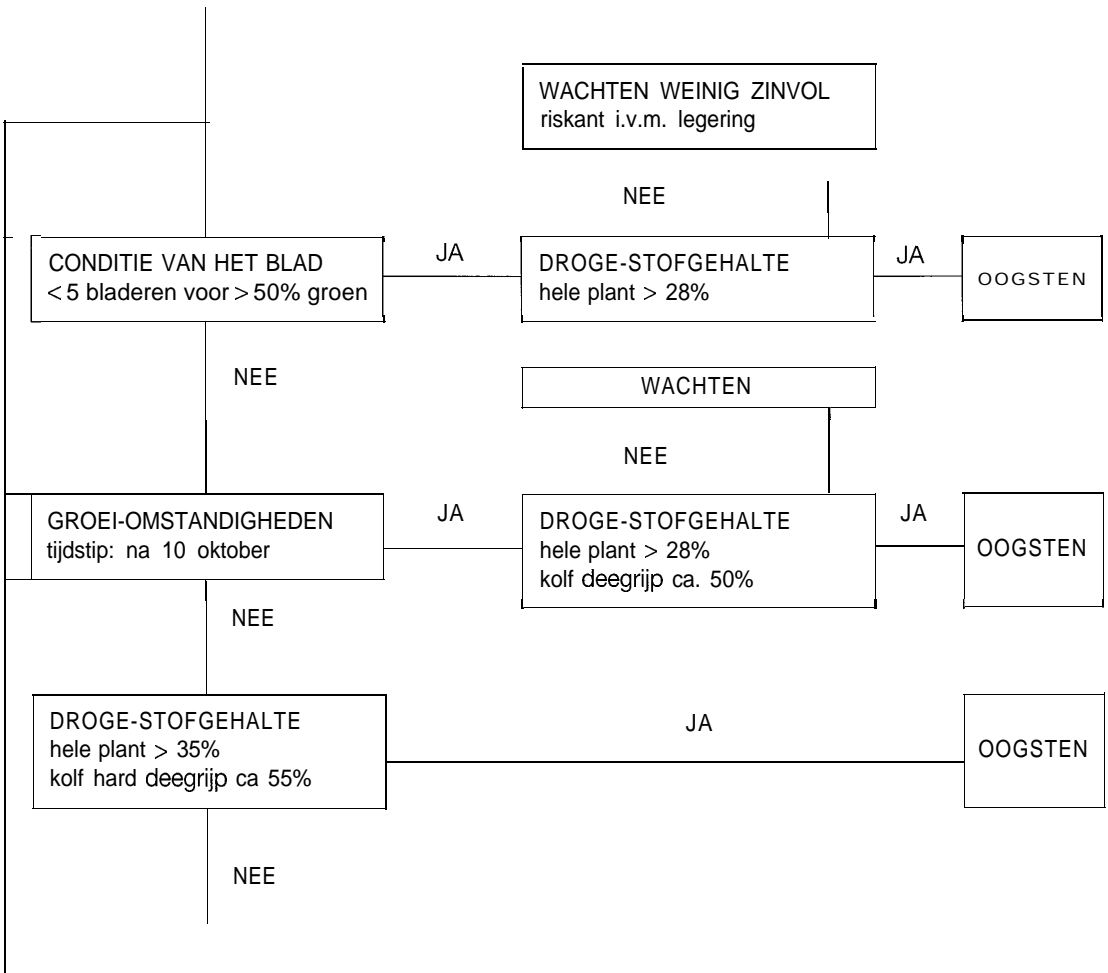 WACHTEN WEINIG ZINVOL
riskant i.v.m. legering
NEE
CONDITIE VAN HET BLAD
<5 bladeren voor >50% groen
JA
DROGE-STOFGEHALTE
hele plant > 28%
JA
OOGSTEN
NEE
WACHTEN
NEE
GROEI-OMSTANDIGHEDEN
tijdstip: na 10 oktober
JA
DROGE-STOFGEHALTE
hele plant > 28%
kolf deegrijp ca. 50%
JA
OOGSTEN
NEE
DROGE-STOFGEHALTE
hele plant > 35%
kolf hard deegrijp ca 55%
JA
OOGSTEN
NEE